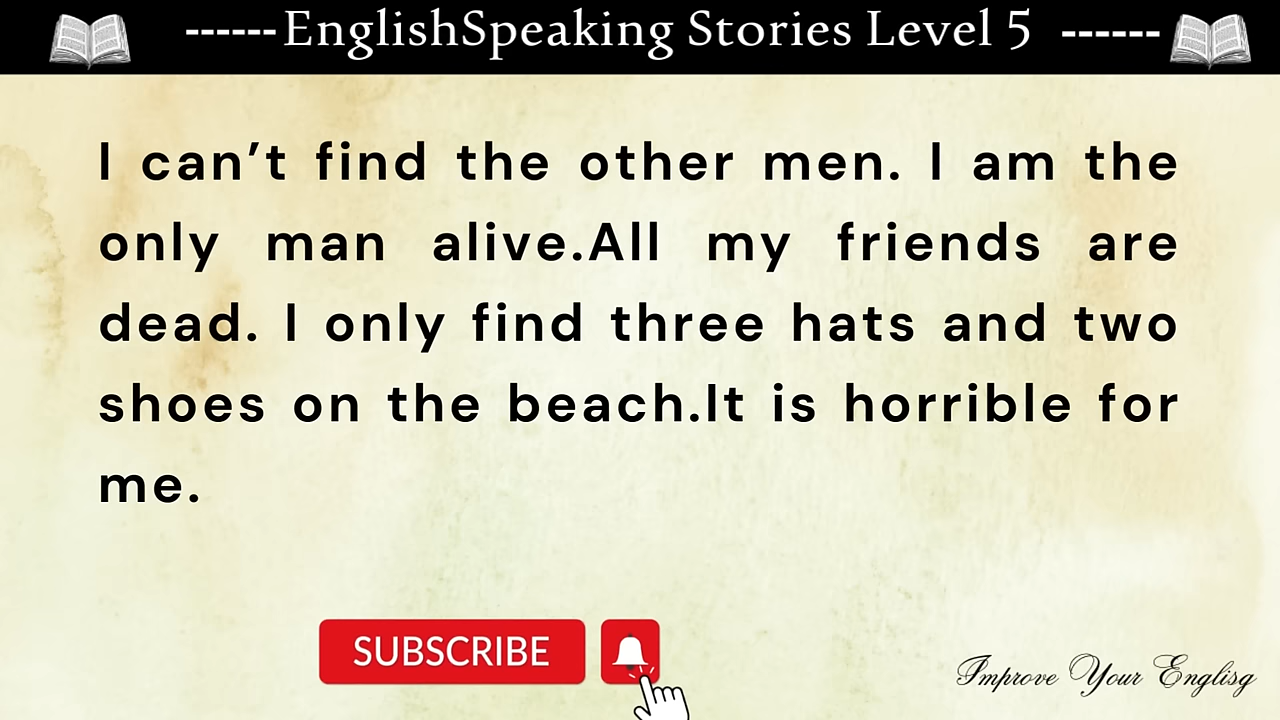 ------EnglishSpeaking Stories Level 5 ------
I can’t find the other men. I am the
only man alive.All my friends are
dead. I only find three hats and two
shoes on the beach.It is horrible for
me.
SUBSCRIBE
Improve Your Englisg